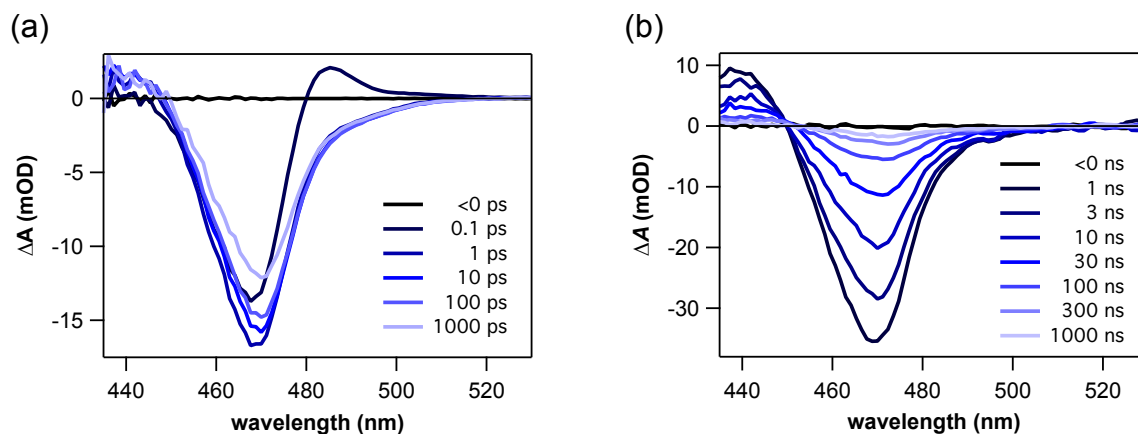 (a)
0
-5
-10
-15
ΔA (mOD)
<0 ps
0.1 ps
1 ps
10 ps
100 ps
1000 ps
440
460
480
500
520
wavelength (nm)
(b)
10
0
-10
-20
-30
ΔA (mOD)
<0 ns
1 ns
3 ns
10 ns
30 ns
100 ns
300 ns
1000 ns
440
460
480
500
520
wavelength (nm)